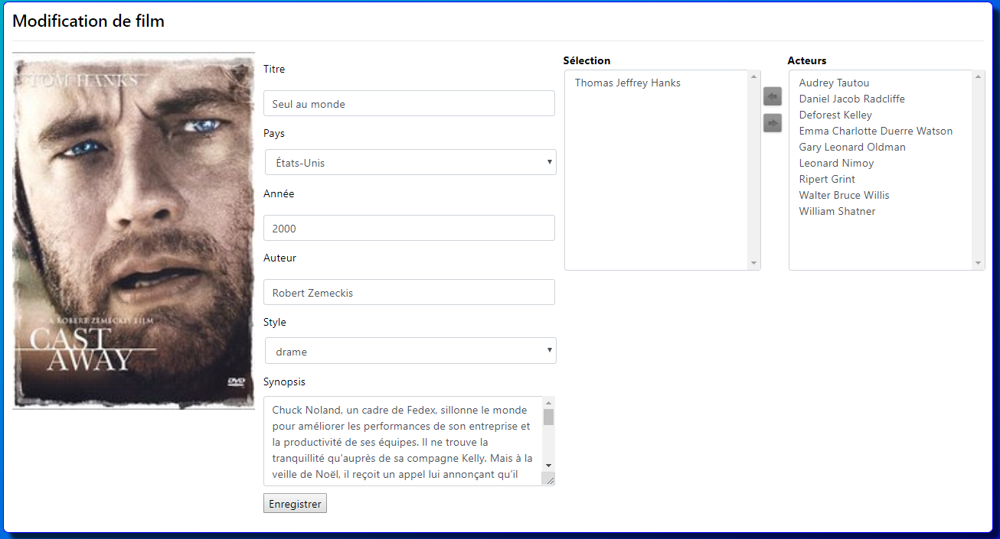 Modification de film
TOM HANKS
A ROBERT ZEMECKIS FILM
CAST
AWAY
DVD
Titre
Seul au monde
Pays
États-Unis
Année
2000
Auteur
Robert Zemeckis
Style
drame
Synopsis
Chuck Noland, un cadre de Fedex, sillonne le monde
pour améliorer les performances de son entreprise et
la productivité de ses équipes. Il ne trouve la
tranquillité qu'auprès de sa compagne Kelly. Mais à la
veille de Noël, il reçoit un appel lui annonçant qu'il
Enregistrer
Sélection
Thomas Jeffrey Hanks
Acteurs
Audrey Tautou
Daniel Jacob Radcliffe
Deforest Kelley
Emma Charlotte Duerre Watson
Gary Leonard Oldman
Leonard Nimoy
Ripert Grint
Walter Bruce Willis
William Shatner